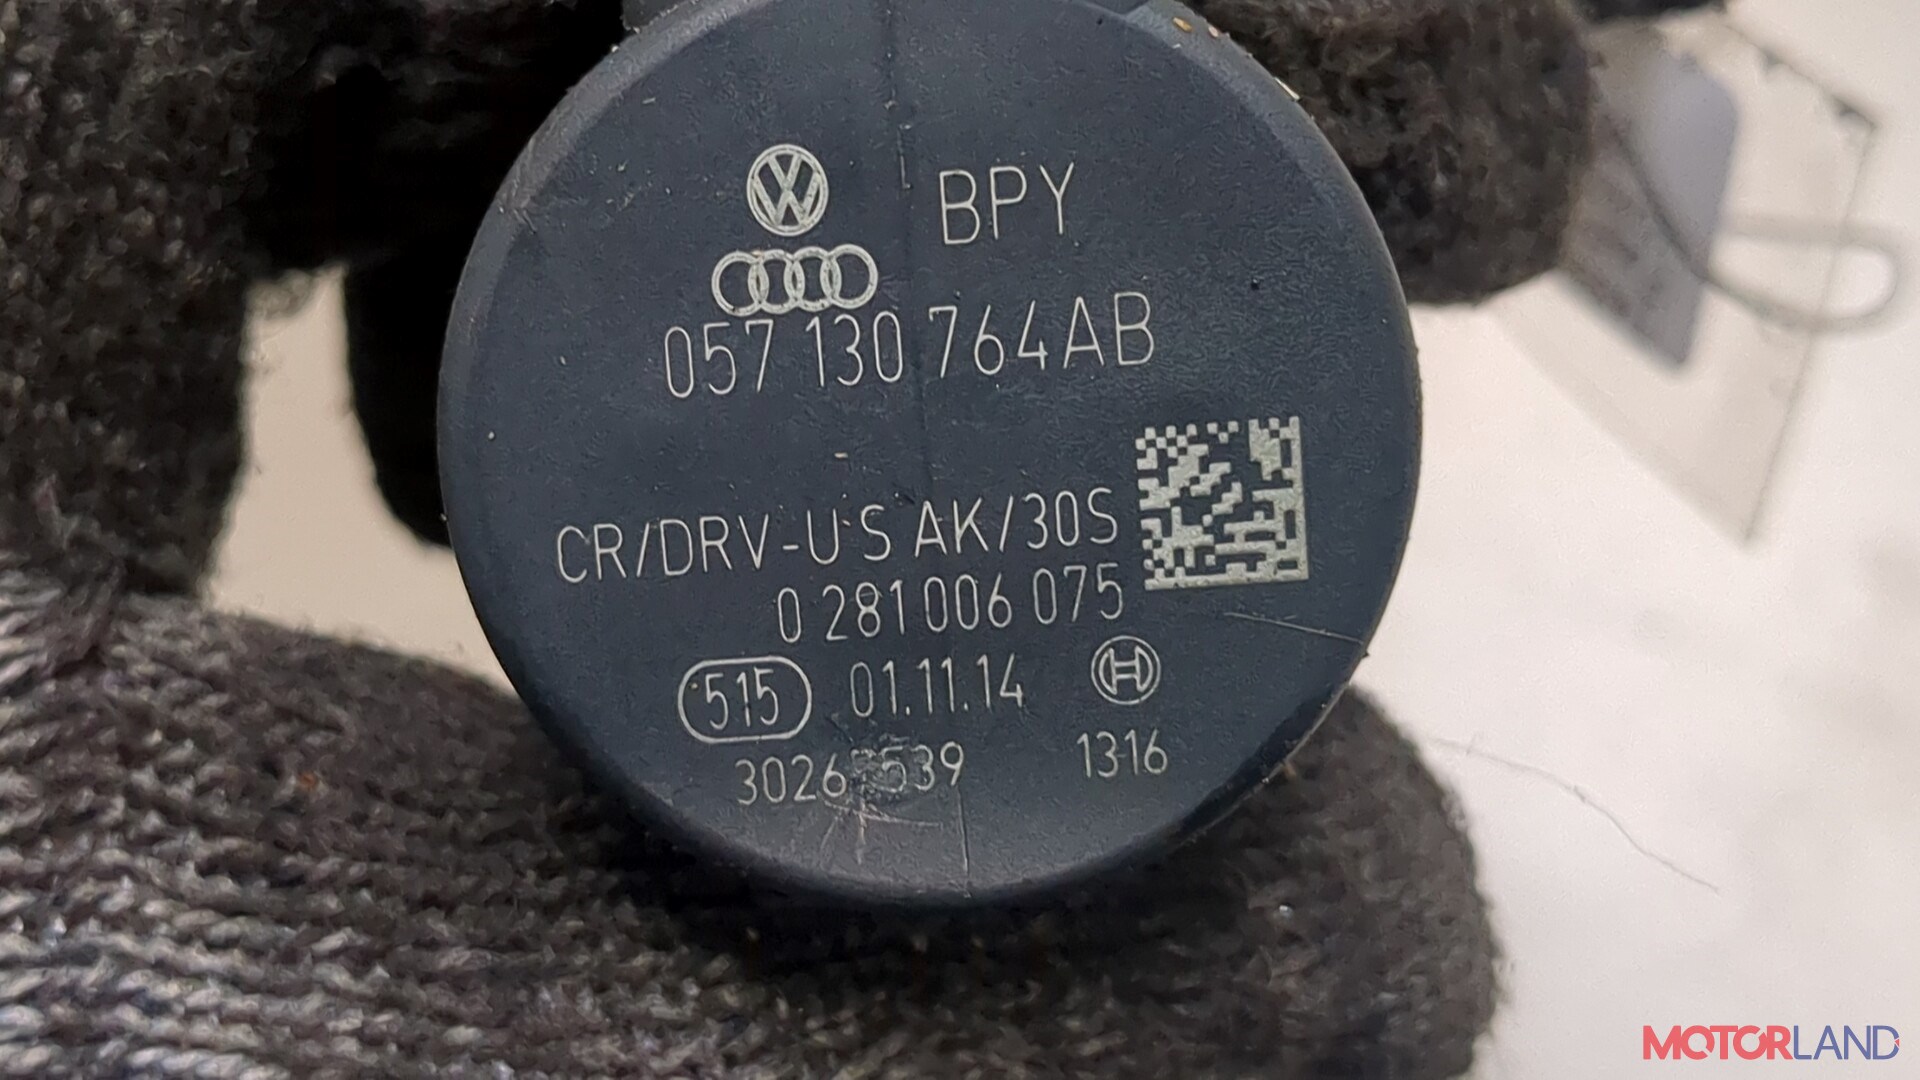 BPY
057 130 764AB
CR/DRV-U S AK/30S
0 281 006 075
515 01.11.14
1316
MOTORLAND